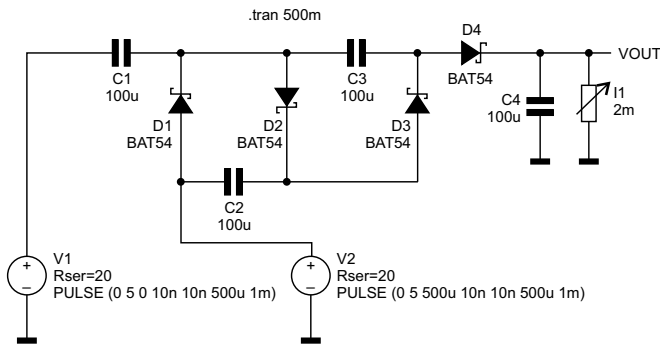 .tran 500m
D4
BAT54
VOUT
C1
100u
C3
100u
C4
100u
I1
2m
D1
BAT54
D2
BAT54
D3
BAT54
C2
100u
V1
Rser=20
PULSE (0 5 0 10n 10n 500u 1m)
V2
Rser=20
PULSE (0 5 500u 10n 10n 500u 1m)